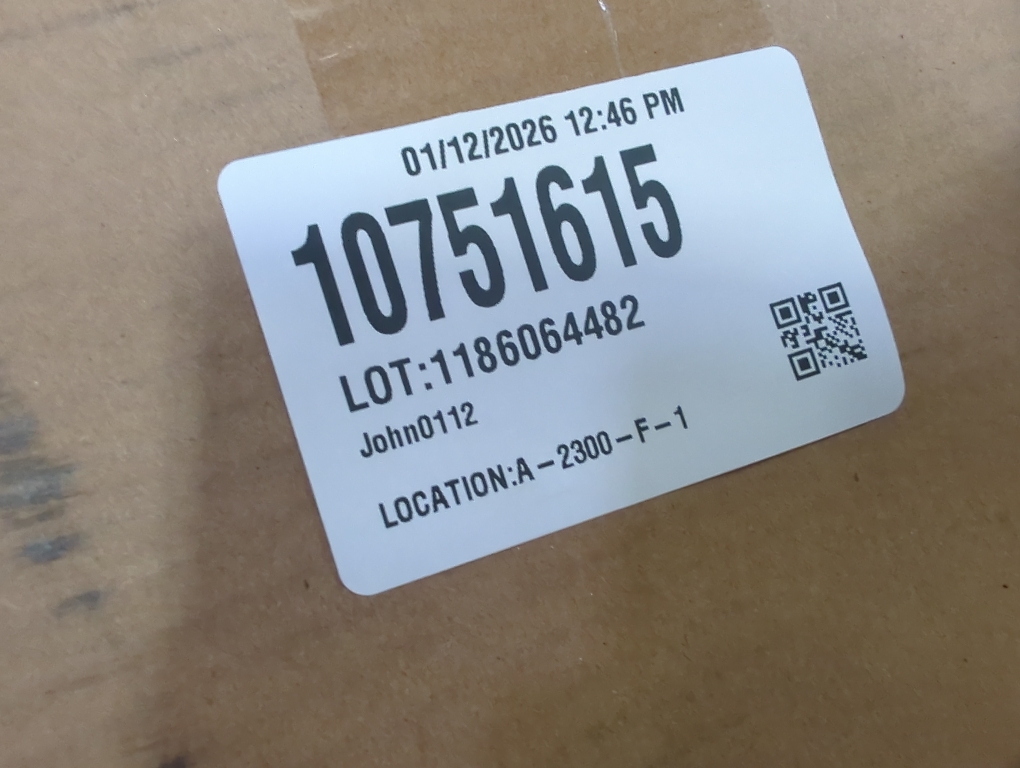 01/12/2026 12:46 PM
10751615
LOT:1186064482
John0112
LOCATION:A-2300-F-1